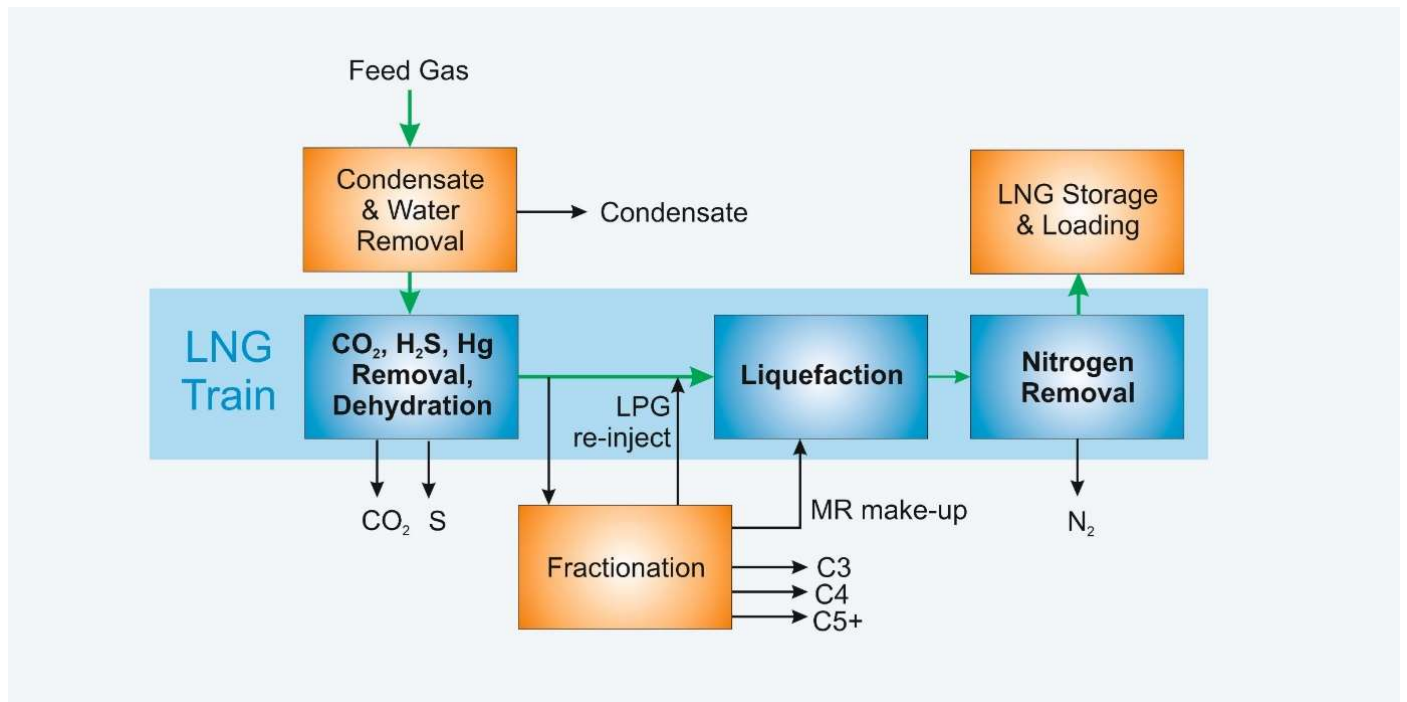 Feed Gas
Condensate
& Water
Removal
Condensate
LNG Storage
& Loading
LNG
Train
CO₂, H₂S, Hg
Removal,
Dehydration
Liquefaction
Nitrogen
Removal
LPG
re-inject
CO₂
S
Fractionation
MR make-up
C3
C4
C5+
N₂